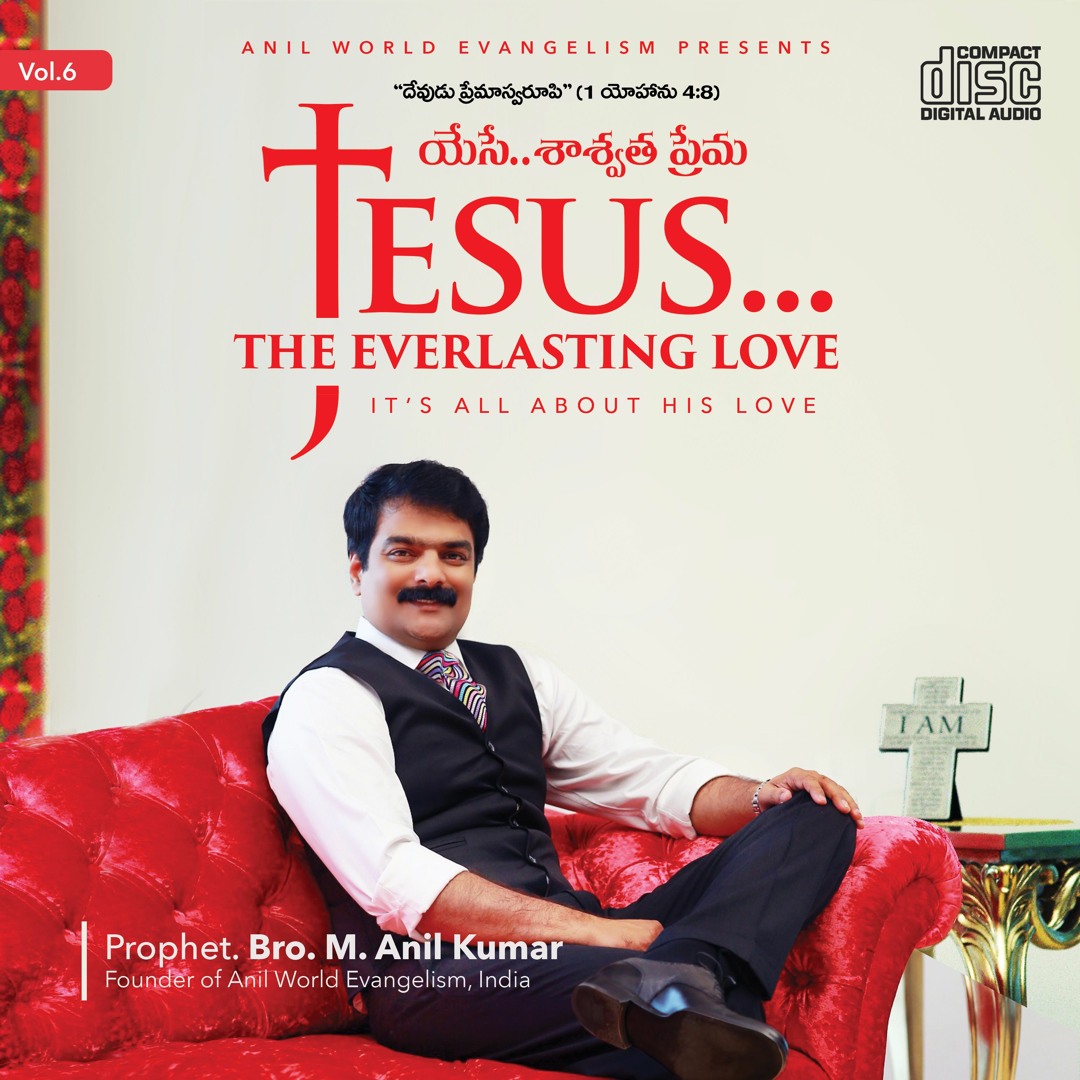 ANIL WORLD EVANGELISM PRESENTS
Vol.6
COMPACT
disc
DIGITAL AUDIO
“దేవుడు ప్రేమాస్వరూపి” (1 యోహాను 4:8)
యేసే..శాశ్వత ప్రేమ
JESUS...
THE EVERLASTING LOVE
IT’S ALL ABOUT HIS LOVE
I AM
Prophet. Bro. M. Anil Kumar
Founder of Anil World Evangelism, India